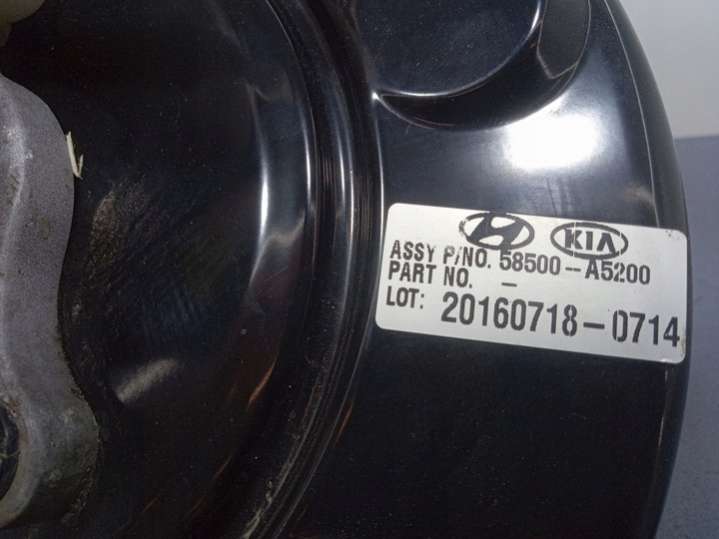 KIA
ASSY P/NO. 58500-A5200
PART NO. -
LOT: 20160718-0714